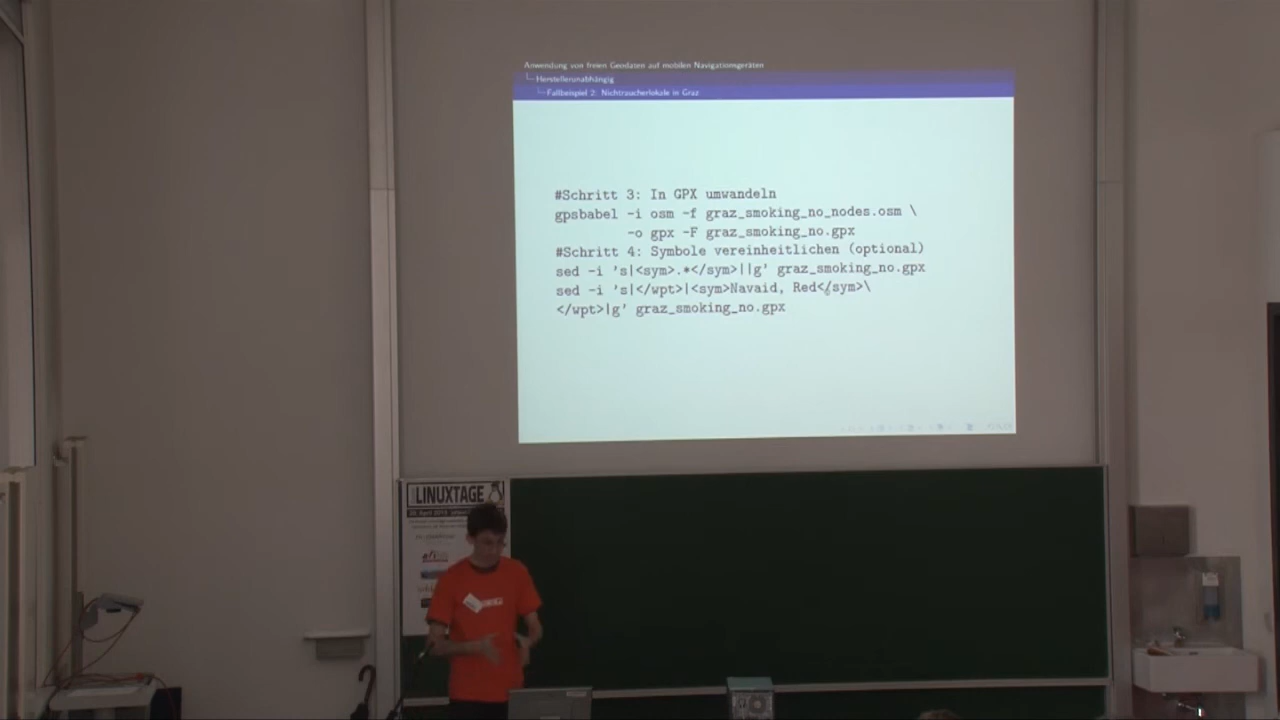 Anwendung von freien Geodaten auf mobilen Navigationsgeräten
Herstellerunabhängig
Fallbeispiel 2: Nichtraucherlokale in Graz
#Schritt 3: In GPX umwandeln
gpsbabel -i osm -f graz_smoking_no_nodes.osm \
-o gpx -F graz_smoking_no.gpx
#Schritt 4: Symbole vereinheitlichen (optional)
sed -i 's|<sym>.*</sym>||g' graz_smoking_no.gpx
sed -i 's|</wpt>|<sym>Navaid, Red</sym>\
</wpt>|g' graz_smoking_no.gpx
LINUXTAGE